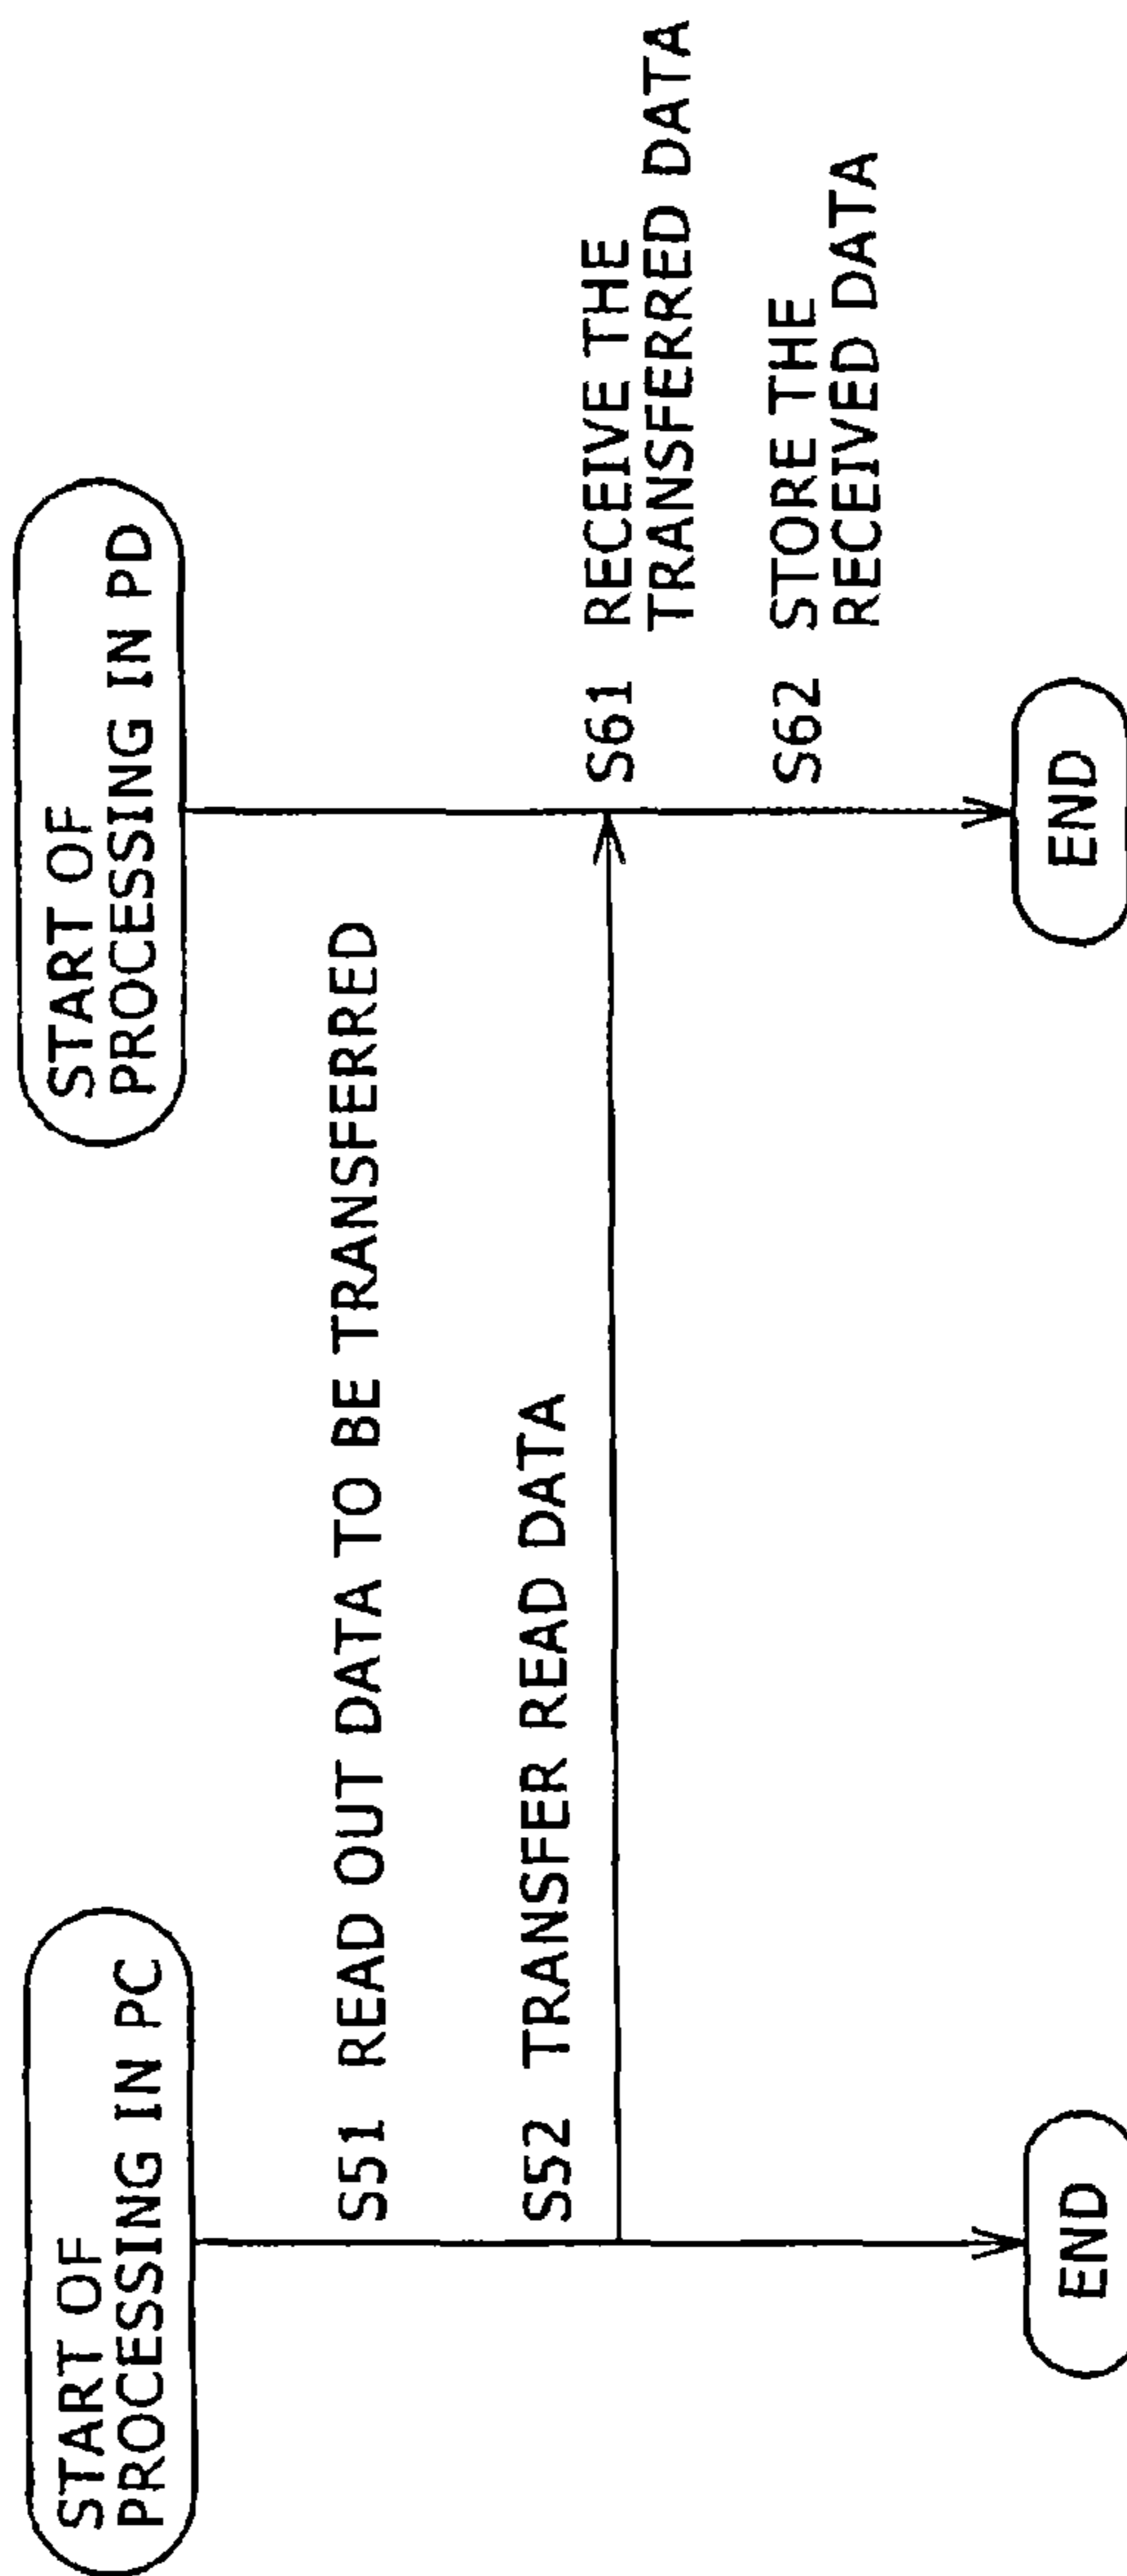 START OF
PROCESSING IN PC
S51 READ OUT DATA TO BE TRANSFERRED
S52 TRANSFER READ DATA
END
START OF
PROCESSING IN PD
S61 RECEIVE THE
TRANSFERRED DATA
S62 STORE THE
RECEIVED DATA
END